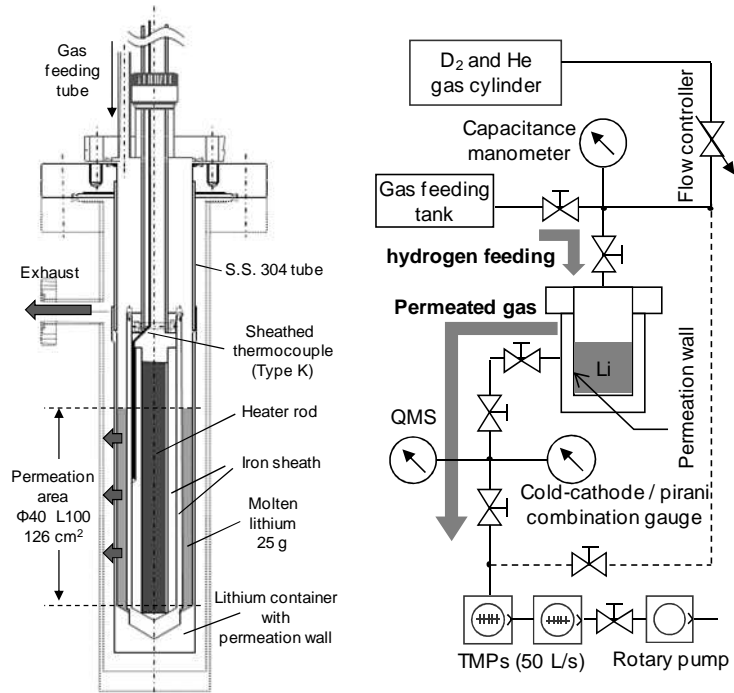 Gas
feeding
tube
Exhaust
S.S. 304 tube
Sheathed
thermocouple
(Type K)
Heater rod
Iron sheath
Permeation
area
Φ40 L100
126 cm²
Molten
lithium
25 g
Lithium container
with
permeation wall
D₂ and He
gas cylinder
Capacitance
manometer
Flow controller
Gas feeding
tank
hydrogen feeding
Permeated gas
Li
Permeation wall
QMS
Cold-cathode / pirani
combination gauge
TMPs (50 L/s)
Rotary pump